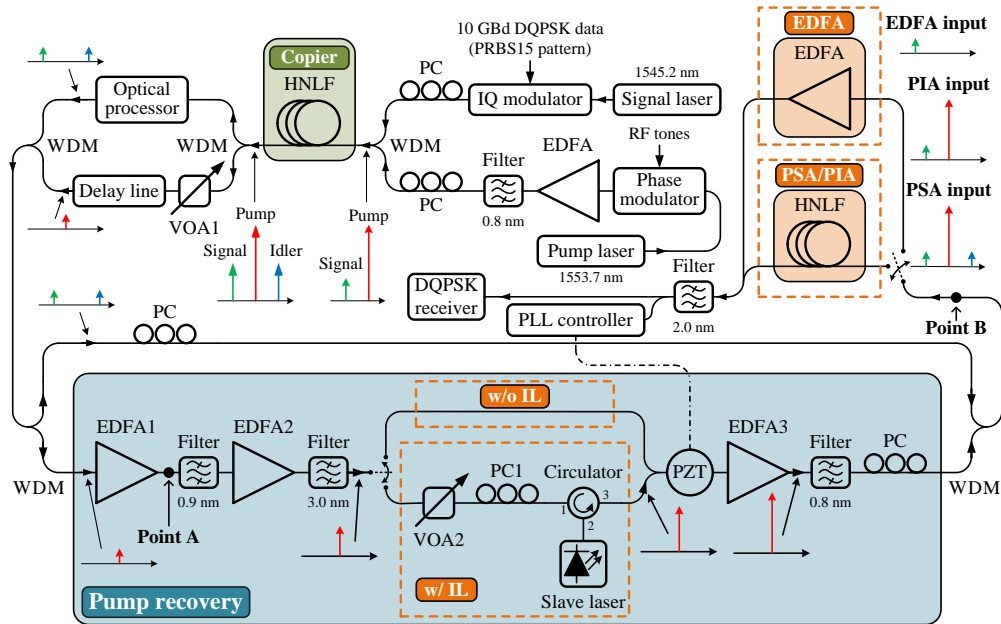 10 GBd DQPSK data
(PRBS15 pattern)
EDFA
EDFA input
Copier
HNLF
PC
1545.2 nm
EDFA
Optical
processor
IQ modulator
Signal laser
PIA input
WDM
WDM
WDM
RF tones
EDFA
Filter
PSA/PIA
Delay line
PC
Phase
modulator
HNLF
PSA input
VOA1
0.8 nm
Pump
Pump
Signal
Idler
Signal
Pump laser
1553.7 nm
Filter
DQPSK
receiver
PC
PLL controller
2.0 nm
Point B
w/o IL
EDFA1
Filter
EDFA2
Filter
EDFA3
Filter
PC
PC1
Circulator
PZT
WDM
0.9 nm
3.0 nm
1
3
2
0.8 nm
WDM
Point A
VOA2
w/ IL
Slave laser
Pump recovery